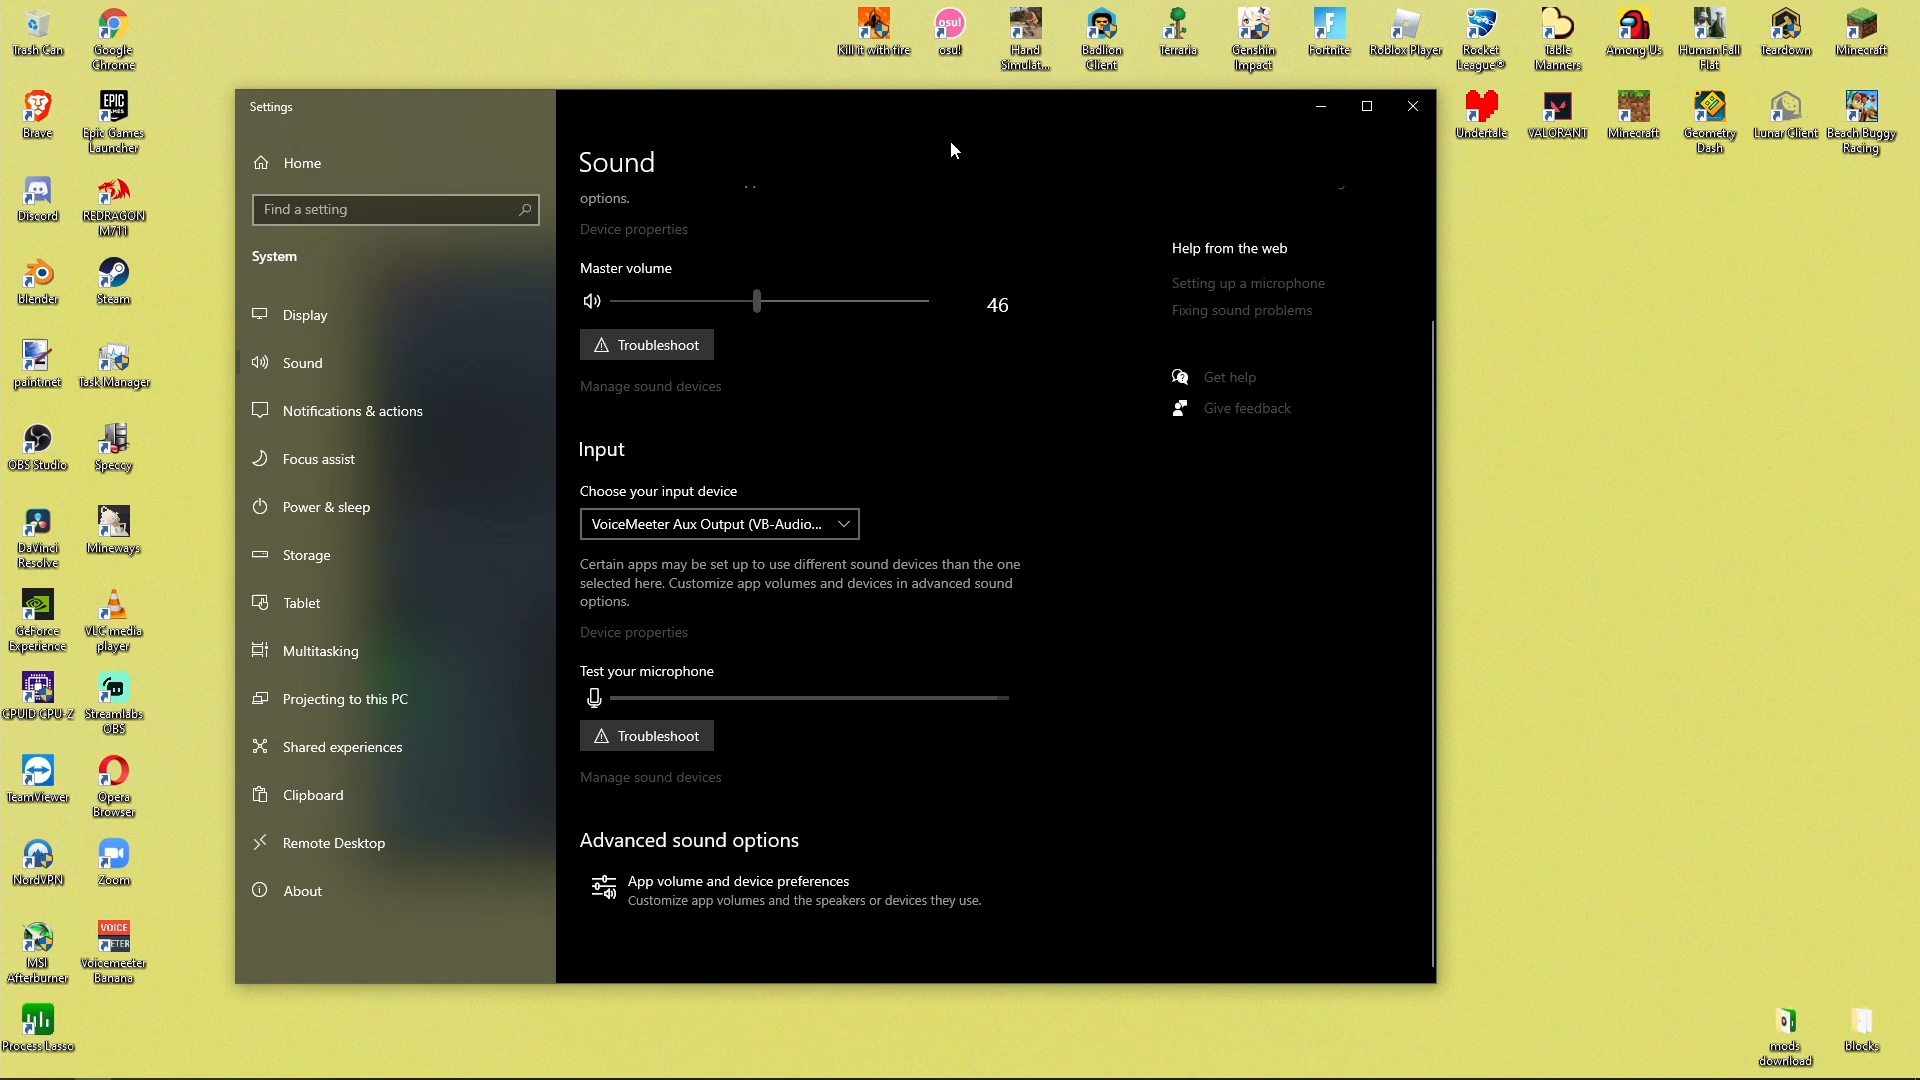 Trash Can
Google
Chrome
Kill it with fire
osu!
osu!
Hand
Simulat...
Badlion
Client
Terraria
Genshin
Impact
Fortnite
Roblox Player
Rocket
League®
Table
Manners
Among Us
Human Fall
Flat
Teardown
Minecraft
Brave
EPIC
GAMES
Epic Games
Launcher
Undertale
VALORANT
Minecraft
Geometry
Dash
Lunar Client
Beach Buggy
Racing
Discord
REDRAGON
M711
blender
Steam
paint.net
Task Manager
OBS Studio
Speccy
DaVinci
Resolve
Mineways
GeForce
Experience
VLC media
player
CPUID CPU-Z
Streamlabs
OBS
TeamViewer
Opera
Browser
NordVPN
Zoom
MSI
Afterburner
VOICE
METER
Voicemeeter
Banana
Process Lasso
Settings
Home
Find a setting
System
Display
Sound
Notifications & actions
Focus assist
Power & sleep
Storage
Tablet
Multitasking
Projecting to this PC
Shared experiences
Clipboard
Remote Desktop
About
Sound
options.
Device properties
Master volume
46
Troubleshoot
Manage sound devices
Input
Choose your input device
VoiceMeeter Aux Output (VB-Audio...
Certain apps may be set up to use different sound devices than the one
selected here. Customize app volumes and devices in advanced sound
options.
Device properties
Test your microphone
Troubleshoot
Manage sound devices
Advanced sound options
App volume and device preferences
Customize app volumes and the speakers or devices they use.
Help from the web
Setting up a microphone
Fixing sound problems
Get help
Give feedback
mods
download
blocks